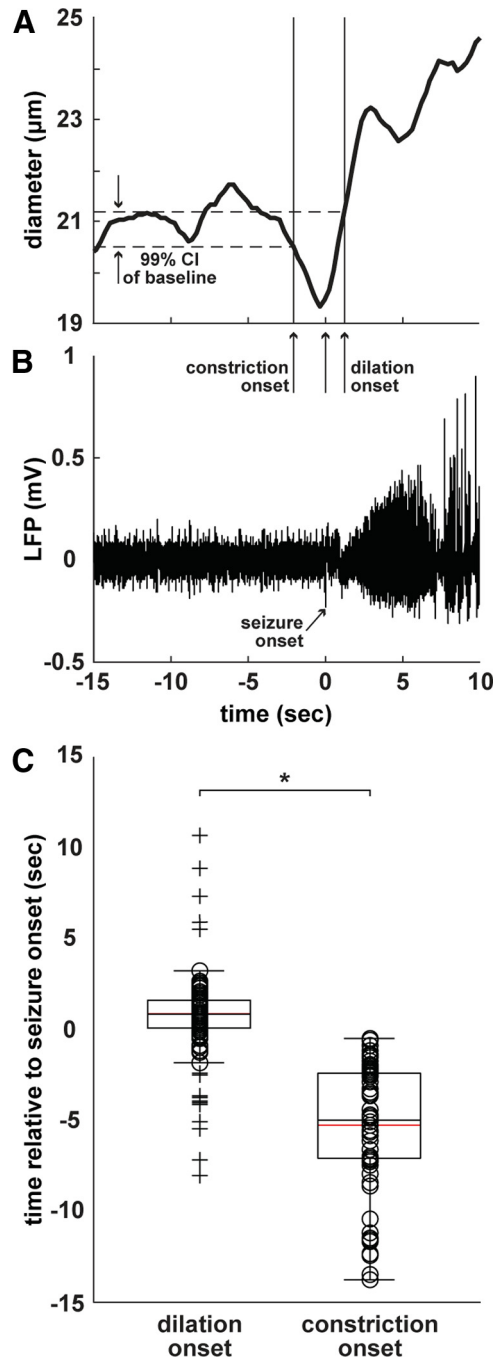 A
diameter (µm)
25
23
21
19
99% CI
of baseline
constriction
onset
dilation
onset
B
LFP (mV)
1
0.5
0
-0.5
seizure
onset
-15 -10 -5 0 5 10
time (sec)
C
time relative to seizure onset (sec)
15
10
5
0
-5
-10
-15
*
dilation
onset
constriction
onset